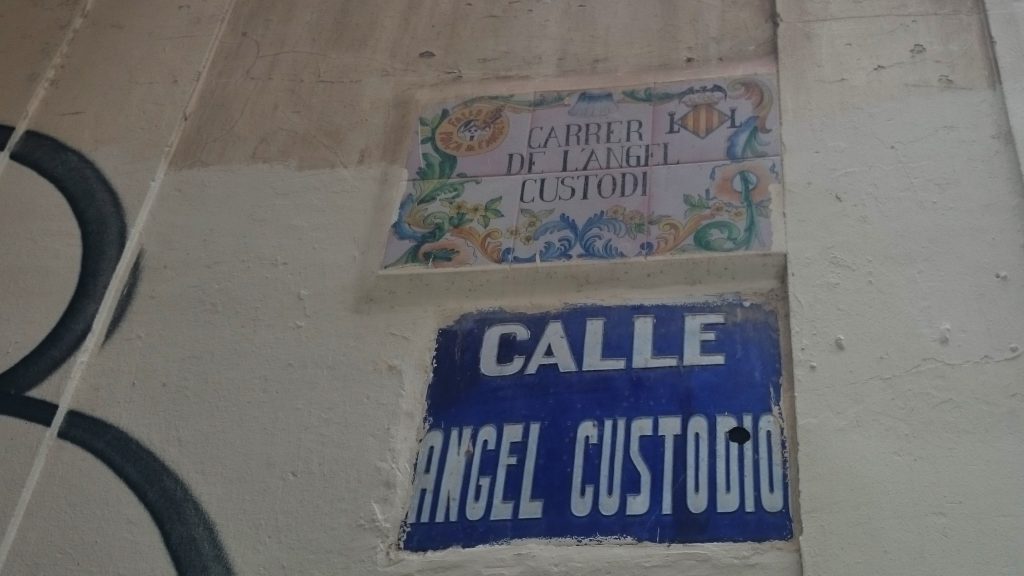 CARRER
DE L'ANGEL
CUSTODI
L L
CALLE
ANGEL CUSTODIO